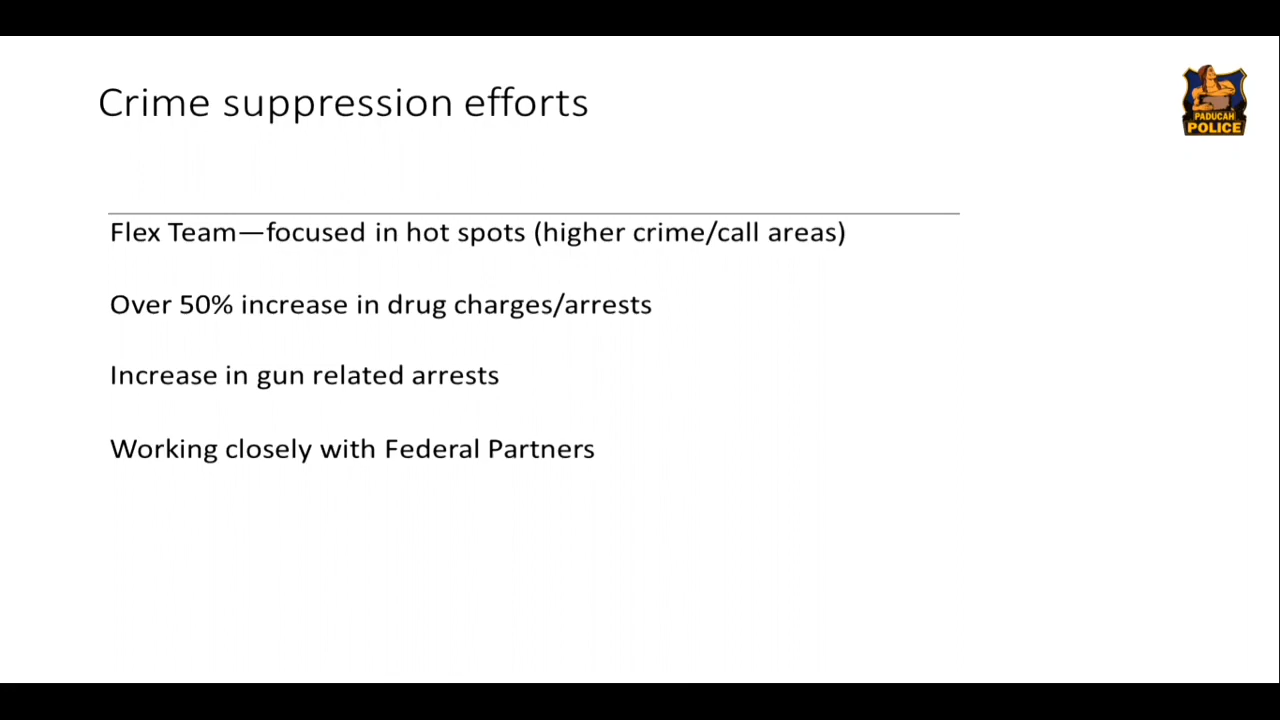 Crime suppression efforts
PADUCAH
POLICE
Flex Team—focused in hot spots (higher crime/call areas)
Over 50% increase in drug charges/arrests
Increase in gun related arrests
Working closely with Federal Partners